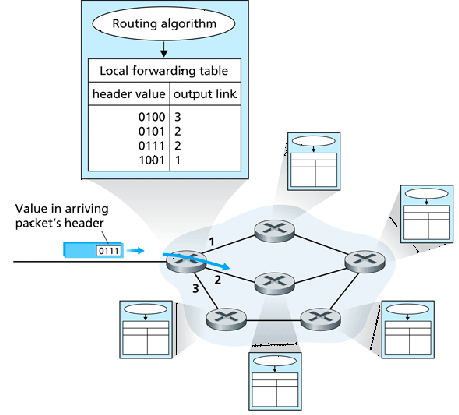 Routing algorithm
Local forwarding table
header value output link
0100 3
0101 2
0111 2
1001 1
Value in arriving
packet's header
0111
1
2
3